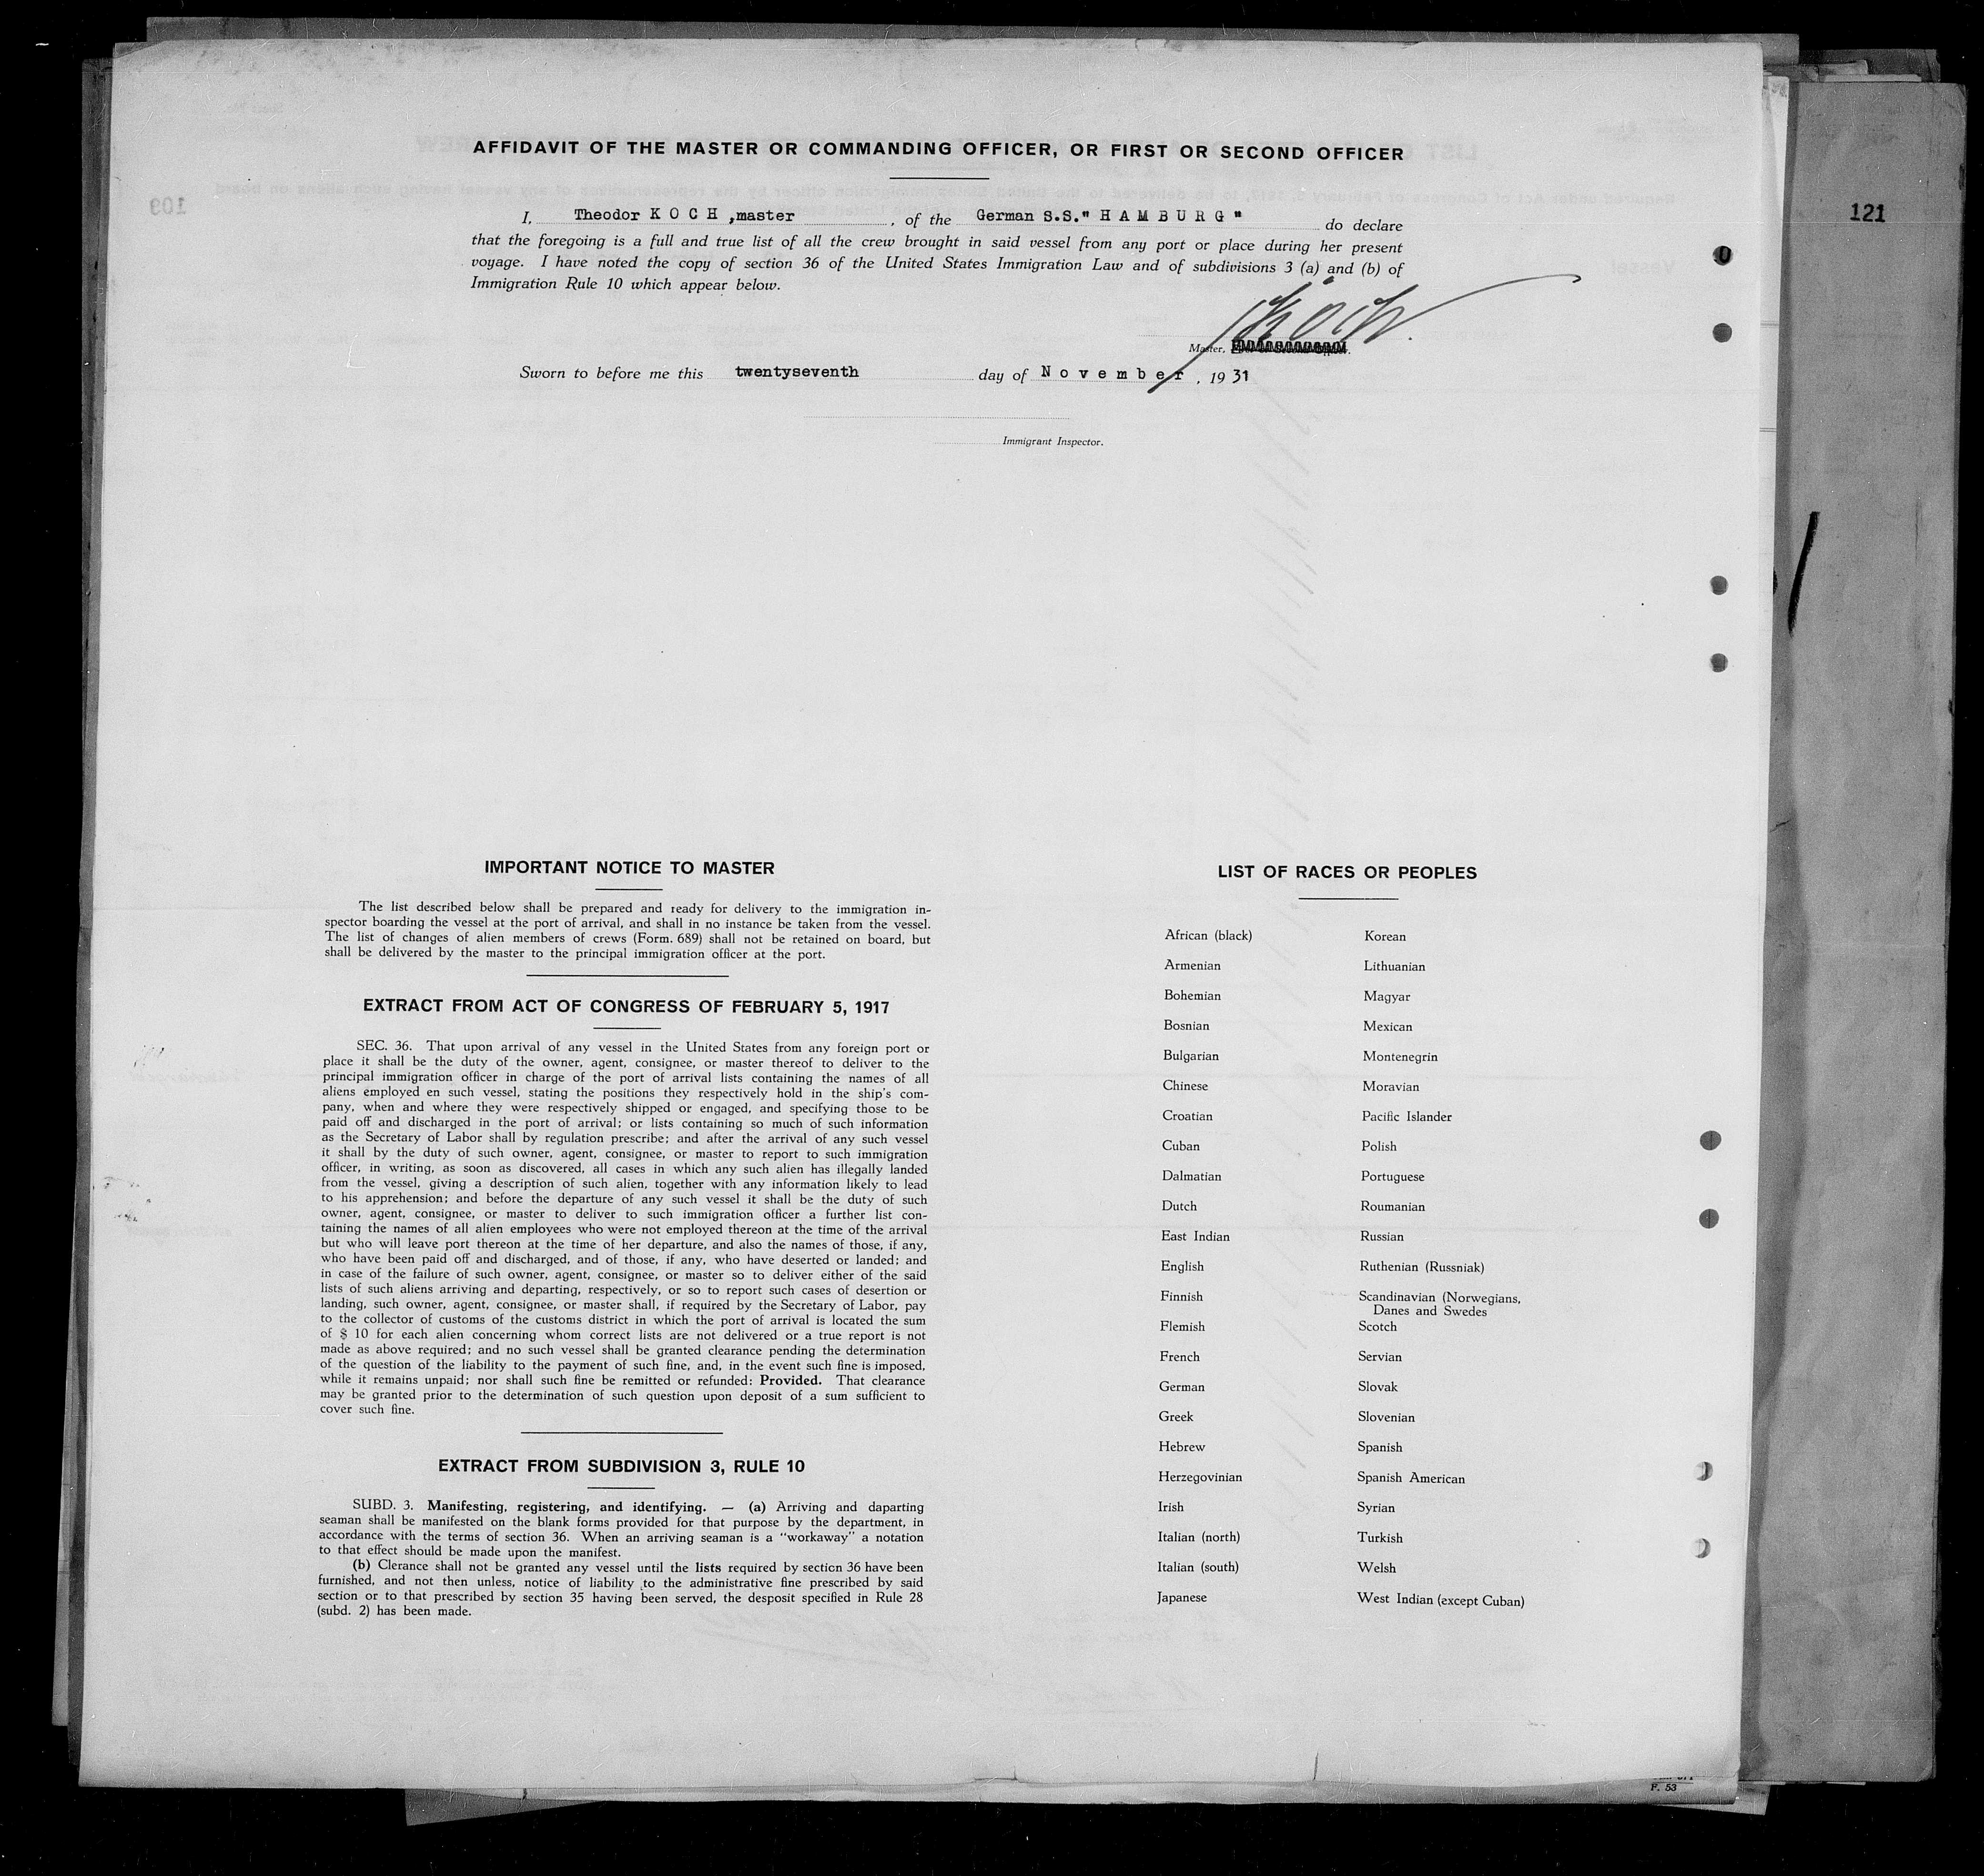 AFFIDAVIT OF THE MASTER OR COMMANDING OFFICER, OR FIRST OR SECOND OFFICER
I, Theodor K O C H ,master , of the German S.S." H A M B U R G " do declare
that the foregoing is a full and true list of all the crew brought in said vessel from any port or place during her present
voyage. I have noted the copy of section 36 of the United States Immigration Law and of subdivisions 3 (a) and (b) of
Immigration Rule 10 which appear below.
Koch
Master,
Sworn to before me this twentyseventh day of N o v e m b e r , 19 31
Immigrant Inspector.
121
109
IMPORTANT NOTICE TO MASTER
The list described below shall be prepared and ready for delivery to the immigration in-
spector boarding the vessel at the port of arrival, and shall in no instance be taken from the vessel.
The list of changes of alien members of crews (Form. 689) shall not be retained on board, but
shall be delivered by the master to the principal immigration officer at the port.
EXTRACT FROM ACT OF CONGRESS OF FEBRUARY 5, 1917
SEC. 36. That upon arrival of any vessel in the United States from any foreign port or
place it shall be the duty of the owner, agent, consignee, or master thereof to deliver to the
principal immigration officer in charge of the port of arrival lists containing the names of all
aliens employed en such vessel, stating the positions they respectively hold in the ship's com-
pany, when and where they were respectively shipped or engaged, and specifying those to be
paid off and discharged in the port of arrival; or lists containing so much of such information
as the Secretary of Labor shall by regulation prescribe; and after the arrival of any such vessel
it shall by the duty of such owner, agent, consignee, or master to report to such immigration
officer, in writing, as soon as discovered, all cases in which any such alien has illegally landed
from the vessel, giving a description of such alien, together with any information likely to lead
to his apprehension; and before the departure of any such vessel it shall be the duty of such
owner, agent, consignee, or master to deliver to such immigration officer a further list con-
taining the names of all alien employees who were not employed thereon at the time of the arrival
but who will leave port thereon at the time of her departure, and also the names of those, if any,
who have been paid off and discharged, and of those, if any, who have deserted or landed; and
in case of the failure of such owner, agent, consignee, or master so to deliver either of the said
lists of such aliens arriving and departing, respectively, or so to report such cases of desertion or
landing, such owner, agent, consignee, or master shall, if required by the Secretary of Labor, pay
to the collector of customs of the customs district in which the port of arrival is located the sum
of $ 10 for each alien concerning whom correct lists are not delivered or a true report is not
made as above required; and no such vessel shall be granted clearance pending the determination
of the question of the liability to the payment of such fine, and, in the event such fine is imposed,
while it remains unpaid; nor shall such fine be remitted or refunded: Provided. That clearance
may be granted prior to the determination of such question upon deposit of a sum sufficient to
cover such fine.
EXTRACT FROM SUBDIVISION 3, RULE 10
SUBD. 3. Manifesting, registering, and identifying. — (a) Arriving and daparting
seaman shall be manifested on the blank forms provided for that purpose by the department, in
accordance with the terms of section 36. When an arriving seaman is a "workaway" a notation
to that effect should be made upon the manifest.
(b) Clerance shall not be granted any vessel until the lists required by section 36 have been
furnished, and not then unless, notice of liability to the administrative fine prescribed by said
section or to that prescribed by section 35 having been served, the desposit specified in Rule 28
(subd. 2) has been made.
LIST OF RACES OR PEOPLES
African (black)
Armenian
Bohemian
Bosnian
Bulgarian
Chinese
Croatian
Cuban
Dalmatian
Dutch
East Indian
English
Finnish
Flemish
French
German
Greek
Hebrew
Herzegovinian
Irish
Italian (north)
Italian (south)
Japanese
Korean
Lithuanian
Magyar
Mexican
Montenegrin
Moravian
Pacific Islander
Polish
Portuguese
Roumanian
Russian
Ruthenian (Russniak)
Scandinavian (Norwegians,
Danes and Swedes
Scotch
Servian
Slovak
Slovenian
Spanish
Spanish American
Syrian
Turkish
Welsh
West Indian (except Cuban)
F. 53